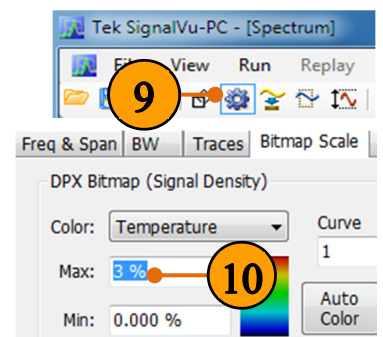 Tek SignalVu-PC - [Spectrum]
View Run Replay
9
Freq & Span BW Traces Bitmap Scale
DPX Bitmap (Signal Density)
Color: Temperature Curve
1
Max: 3 % 10
Auto
Color
Min: 0.000 %